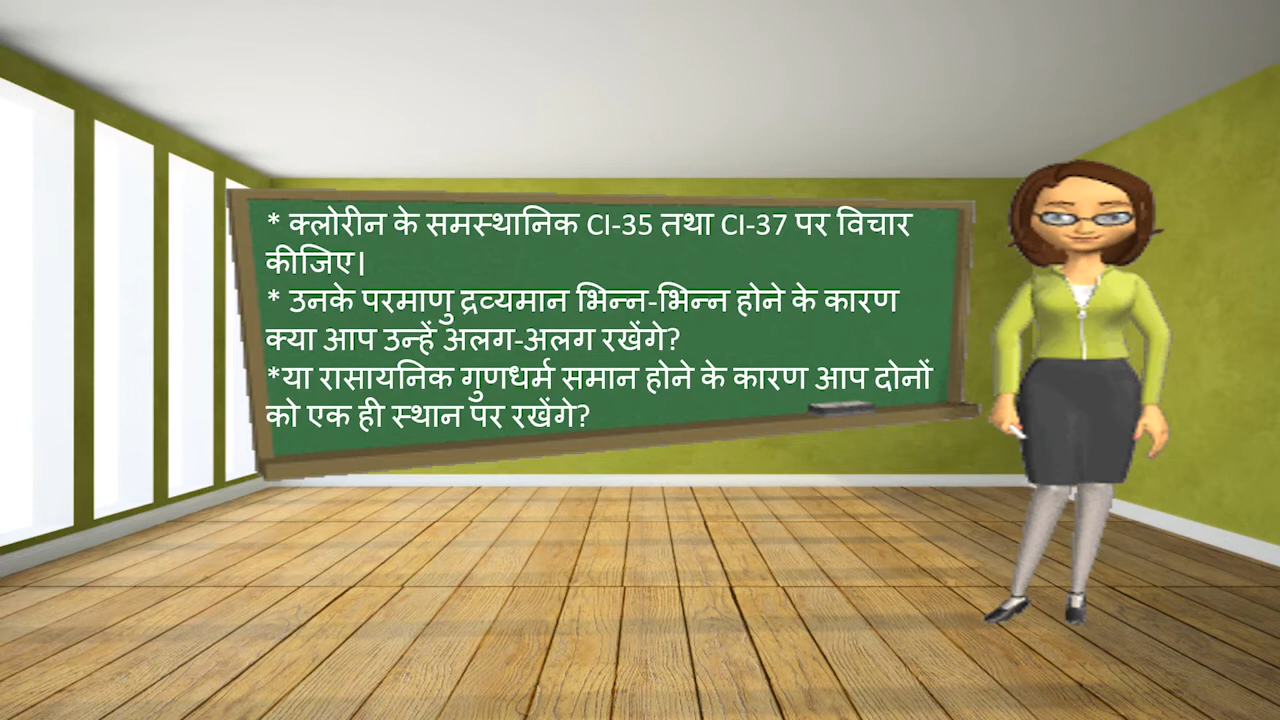 * क्लोरीन के समस्थानिक Cl-35 तथा Cl-37 पर विचार
कीजिए|
* उनके परमाणु द्रव्यमान भिन्न-भिन्न होने के कारण
क्या आप उन्हें अलग-अलग रखेंगे?
*या रासायनिक गुणधर्म समान होने के कारण आप दोनों
को एक ही स्थान पर रखेंगे?